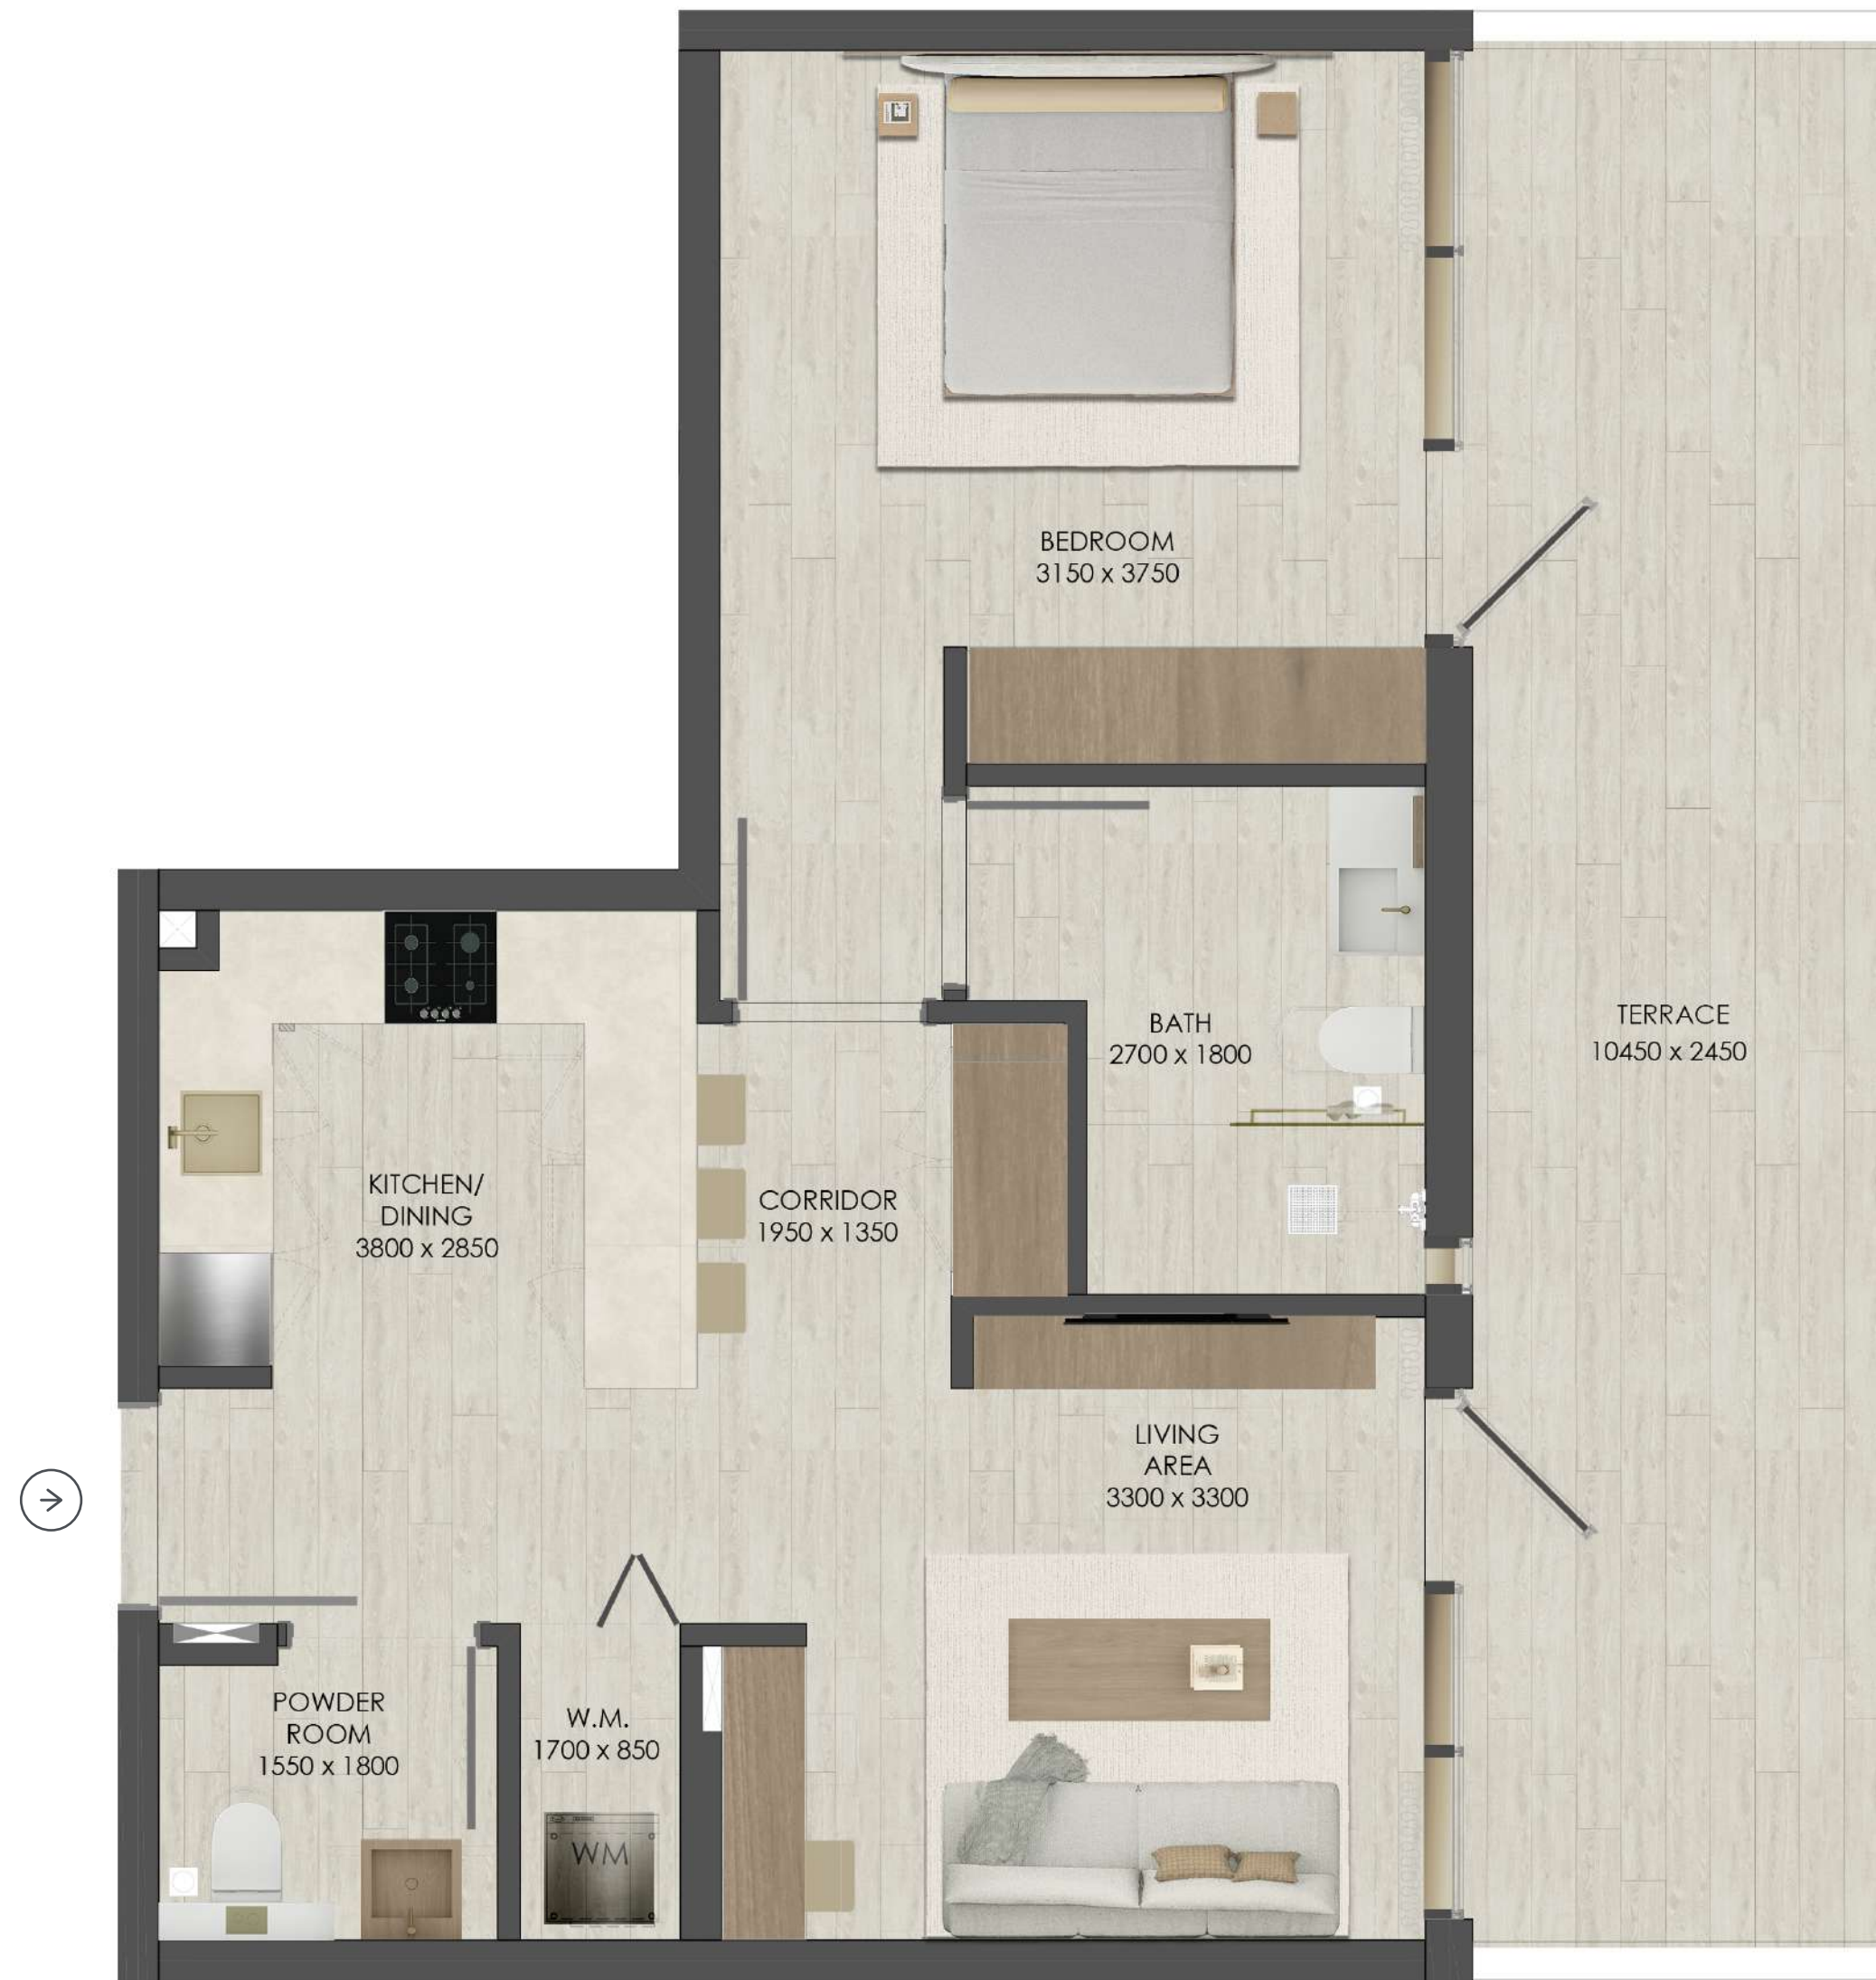 BEDROOM
3150 x 3750
BATH
2700 x 1800
TERRACE
10450 x 2450
KITCHEN/
DINING
3800 x 2850
CORRIDOR
1950 x 1350
LIVING
AREA
3300 x 3300
POWDER
ROOM
1550 x 1800
W.M.
1700 x 850
WM